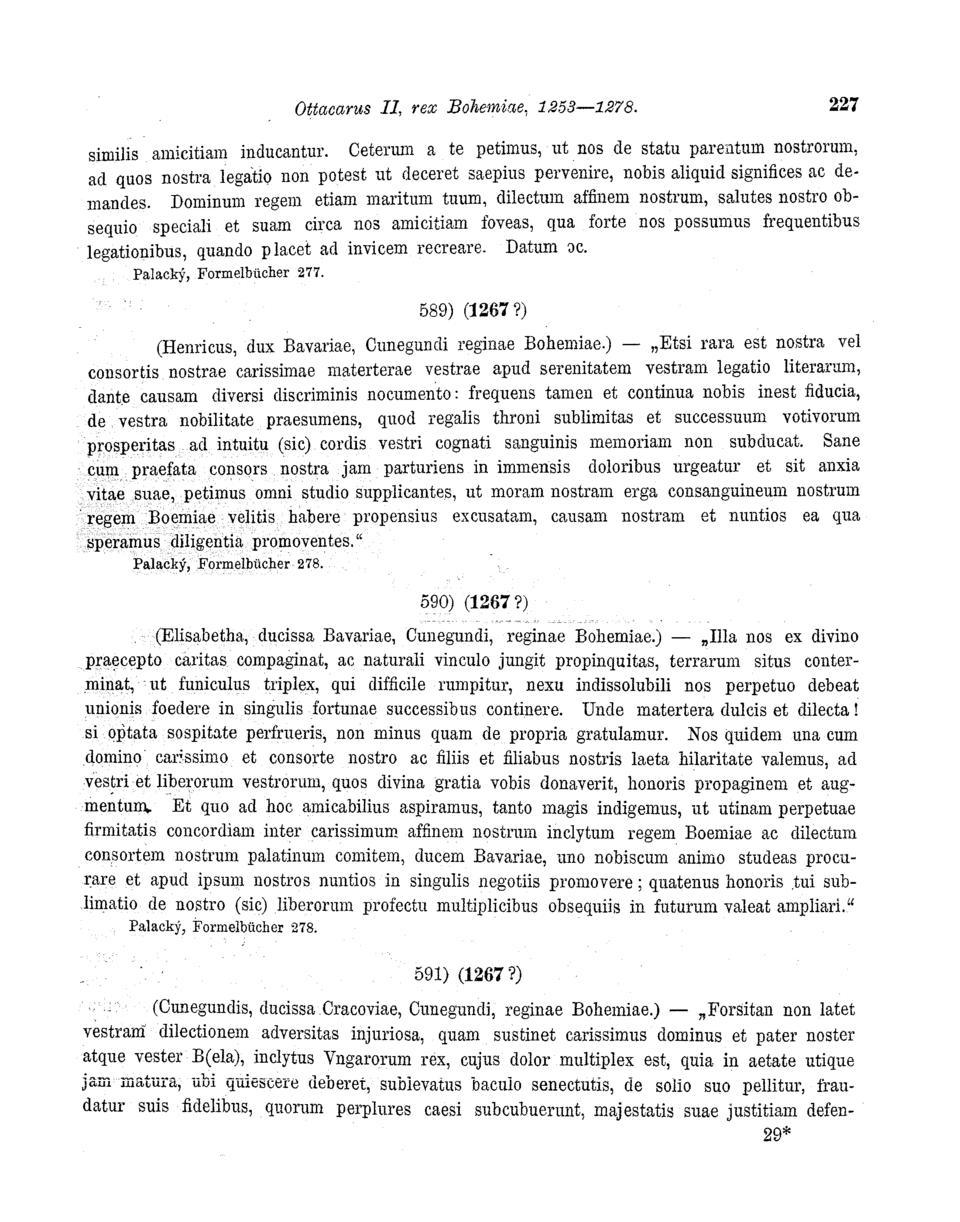 Ottacarus II, rex Bohemiae, 1253—1278. 227
similis amicitiam inducantur. Ceterum a te petimus, ut nos de statu parentum nostrorum,
ad quos nostra legatio non potest ut deceret saepius pervenire, nobis aliquid significes ac de-
mandes. Dominum regem etiam maritum tuum, dilectum affinem nostrum, salutes nostro ob-
sequio speciali et suam circa nos amicitiam foveas, qua forte nos possumus frequentibus
legationibus, quando placet ad invicem recreare. Datum ɔc.
Palacký, Formelbücher 277.
589) (1267?)
(Henricus, dux Bavariae, Cunegundi reginae Bohemiae.) — „Etsi rara est nostra vel
consortis nostrae carissimae materterae vestrae apud serenitatem vestram legatio literarum,
dante causam diversi discriminis nocumento: frequens tamen et continua nobis inest fiducia,
de vestra nobilitate praesumens, quod regalis throni sublimitas et successuum votivorum
prosperitas ad intuitu (sic) cordis vestri cognati sanguinis memoriam non subducat. Sane
cum praefata consors nostra jam parturiens in immensis doloribus urgeatur et sit anxia
vitae suae, petimus omni studio supplicantes, ut moram nostram erga consanguineum nostrum
regem Boemiae velitis habere propensius excusatam, causam nostram et nuntios ea qua
speramus diligentia promoventes.“
Palacký, Formelbücher 278.
590) (1267?)
(Elisabetha, ducissa Bavariae, Cunegundi, reginae Bohemiae.) — „Illa nos ex divino
praecepto caritas compaginat, ac naturali vinculo jungit propinquitas, terrarum situs conter-
minat, ut funiculus triplex, qui difficile rumpitur, nexu indissolubili nos perpetuo debeat
unionis foedere in singulis fortunae successibus continere. Unde matertera dulcis et dilecta!
si optata sospitate perfrueris, non minus quam de propria gratulamur. Nos quidem una cum
domino carissimo et consorte nostro ac filiis et filiabus nostris laeta hilaritate valemus, ad
vestri et liberorum vestrorum, quos divina gratia vobis donaverit, honoris propaginem et aug-
mentum. Et quo ad hoc amicabilius aspiramus, tanto magis indigemus, ut utinam perpetuae
firmitatis concordiam inter carissimum affinem nostrum inclytum regem Boemiae ac dilectum
consortem nostrum palatinum comitem, ducem Bavariae, uno nobiscum animo studeas procu-
rare et apud ipsum nostros nuntios in singulis negotiis promovere; quatenus honoris tui sub-
limatio de nostro (sic) liberorum profectu multiplicibus obsequiis in futurum valeat ampliari.“
Palacký, Formelbücher 278.
591) (1267?)
(Cunegundis, ducissa Cracoviae, Cunegundi, reginae Bohemiae.) — „Forsitan non latet
vestram dilectionem adversitas injuriosa, quam sustinet carissimus dominus et pater noster
atque vester B(ela), inclytus Vngarorum rex, cujus dolor multiplex est, quia in aetate utique
jam matura, ubi quiescere deberet, sublevatus baculo senectutis, de solio suo pellitur, frau-
datur suis fidelibus, quorum perplures caesi subcubuerunt, majestatis suae justitiam defen-
29*